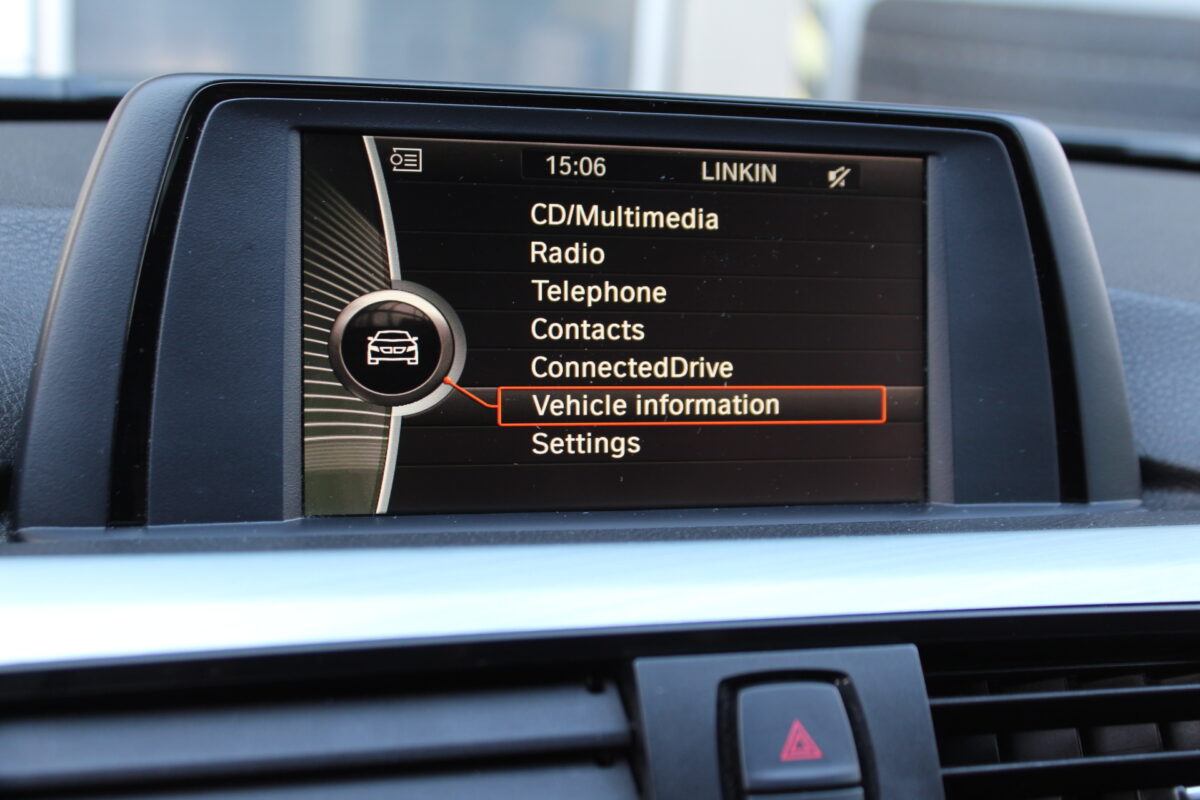 15:06 LINKIN
CD/Multimedia
Radio
Telephone
Contacts
ConnectedDrive
Vehicle information
Settings